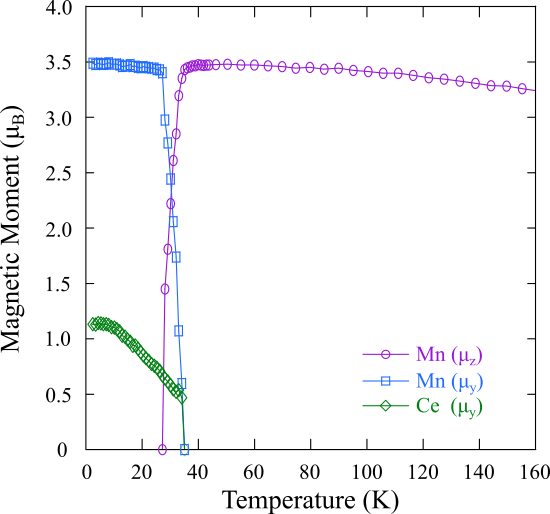 Magnetic Moment (μB)
4.0
3.5
3.0
2.5
2.0
1.5
1.0
0.5
0
Mn (μz)
Mn (μy)
Ce (μy)
0 20 40 60 80 100 120 140 160
Temperature (K)